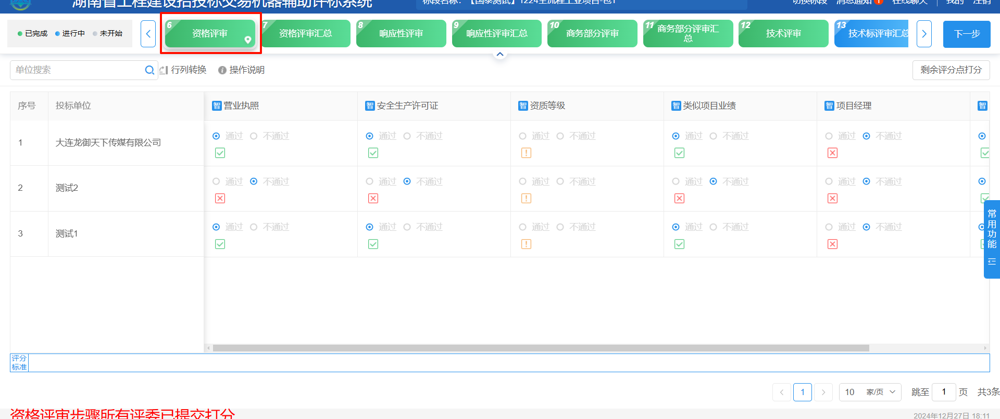 湖南省工程建设招投标交易机器辅助评标系统
标段名称：【国泰测试】1224全流程工业项目-包1
切换标段 消息通知 1 在线聊天 我的 注销
已完成 进行中 未开始
6 资格评审
7 资格评审汇总
8 响应性评审
9 响应性评审汇总
10 商务部分评审
11 商务部分评审汇
总
12 技术评审
13 技术标评审汇总
下一步
单位搜索
行列转换
操作说明
剩余评分点打分
序号 投标单位 智 营业执照 智 安全生产许可证 智 资质等级 智 类似项目业绩 智 项目经理 智
1 大连龙御天下传媒有限公司 通过 不通过 通过 不通过 通过 不通过 通过 不通过 通过 不通过
2 测试2 通过 不通过 通过 不通过 通过 不通过 通过 不通过 通过 不通过
3 测试1 通过 不通过 通过 不通过 通过 不通过 通过 不通过 通过 不通过
常
用
功
能
评分
标准
1 10 家/页 跳至 1 页 共3条
资格评审步骤所有评委已提交打分
2024年12月27日 18:11